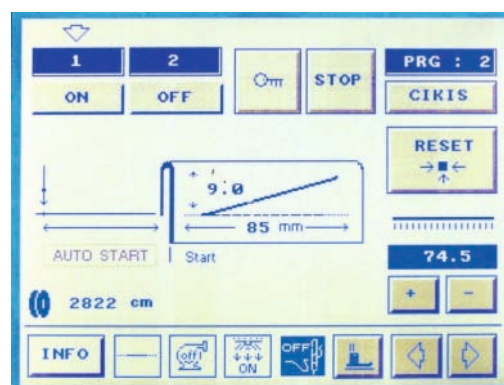 1 2 PRG : 2
ON OFF STOP CIKIS
RESET
9.0
85 mm
AUTO START Start 74.5
+ -
2822 cm
INFO off ON OFF